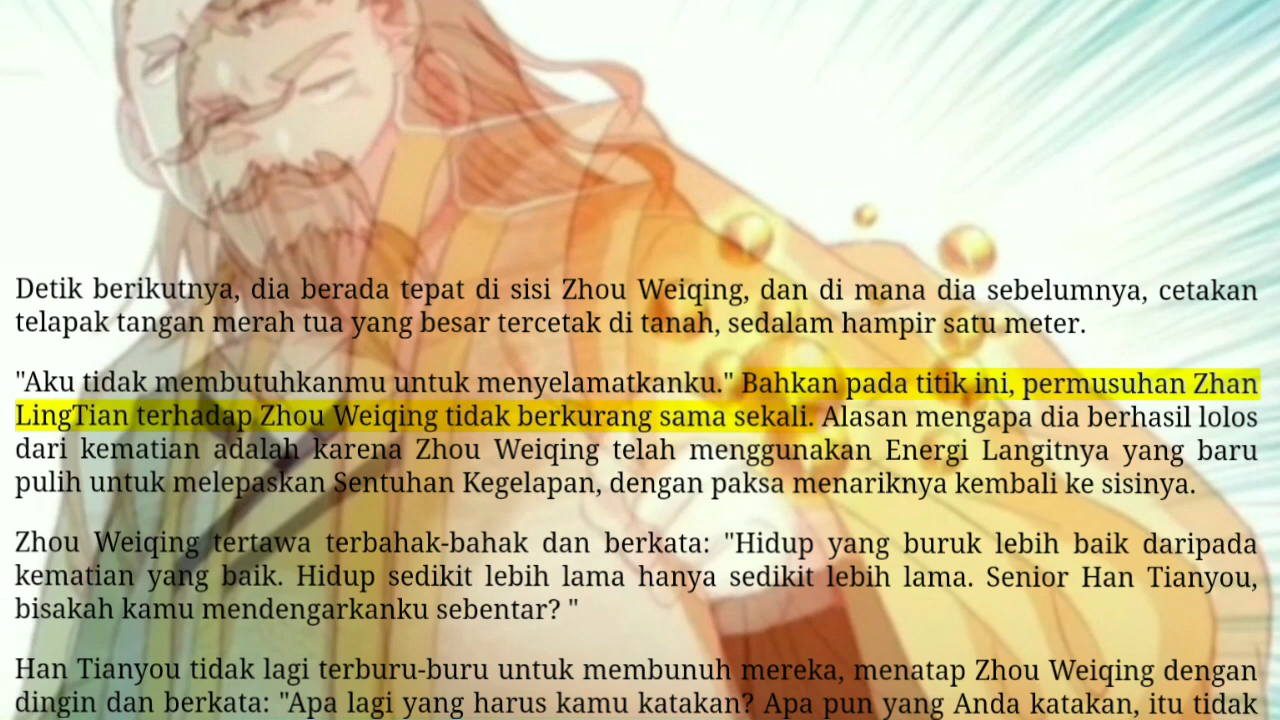 Detik berikutnya, dia berada tepat di sisi Zhou Weiqing, dan di mana dia sebelumnya, cetakan
telapak tangan merah tua yang besar tercetak di tanah, sedalam hampir satu meter.
"Aku tidak membutuhkanmu untuk menyelamatkanku." Bahkan pada titik ini, permusuhan Zhan
LingTian terhadap Zhou Weiqing tidak berkurang sama sekali. Alasan mengapa dia berhasil lolos
dari kematian adalah karena Zhou Weiqing telah menggunakan Energi Langitnya yang baru
pulih untuk melepaskan Sentuhan Kegelapan, dengan paksa menariknya kembali ke sisinya.
Zhou Weiqing tertawa terbahak-bahak dan berkata: "Hidup yang buruk lebih baik daripada
kematian yang baik. Hidup sedikit lebih lama hanya sedikit lebih lama. Senior Han Tianyou,
bisakah kamu mendengarkanku sebentar? "
Han Tianyou tidak lagi terburu-buru untuk membunuh mereka, menatap Zhou Weiqing dengan
dingin dan berkata: "Apa lagi yang harus kamu katakan? Apa pun yang Anda katakan, itu tidak